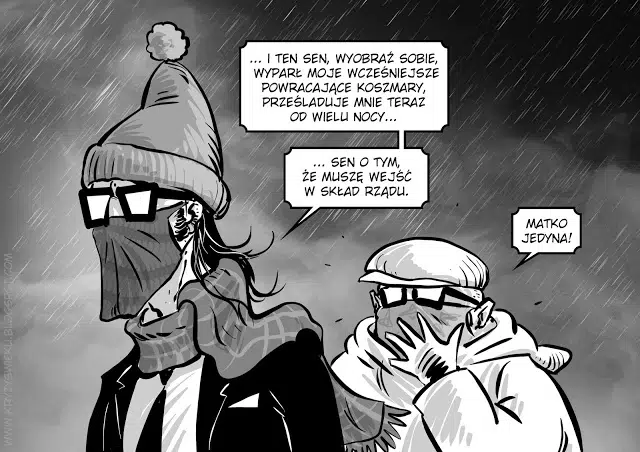 ... I TEN SEN, WYOBRAŹ SOBIE,
WYPARŁ MOJE WCZEŚNIEJSZE
POWRACAJĄCE KOSZMARY,
PRZEŚLADUJE MNIE TERAZ
OD WIELU NOCY...
... SEN O TYM,
ŻE MUSZĘ WEJŚĆ
W SKŁAD RZĄDU.
MATKO
JEDYNA!